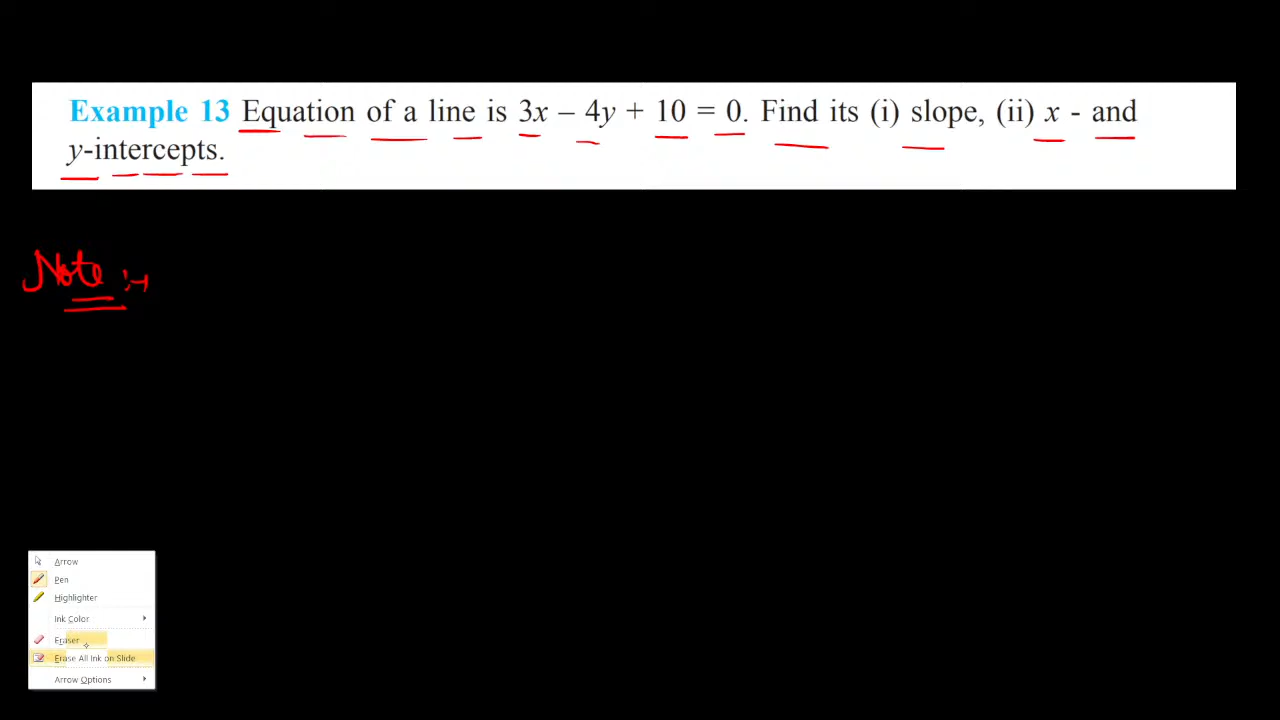 Example 13 Equation of a line is 3x – 4y + 10 = 0. Find its (i) slope, (ii) x - and
y-intercepts.
Note :-
Arrow
Pen
Highlighter
Ink Color
Eraser
Erase All Ink on Slide
Arrow Options